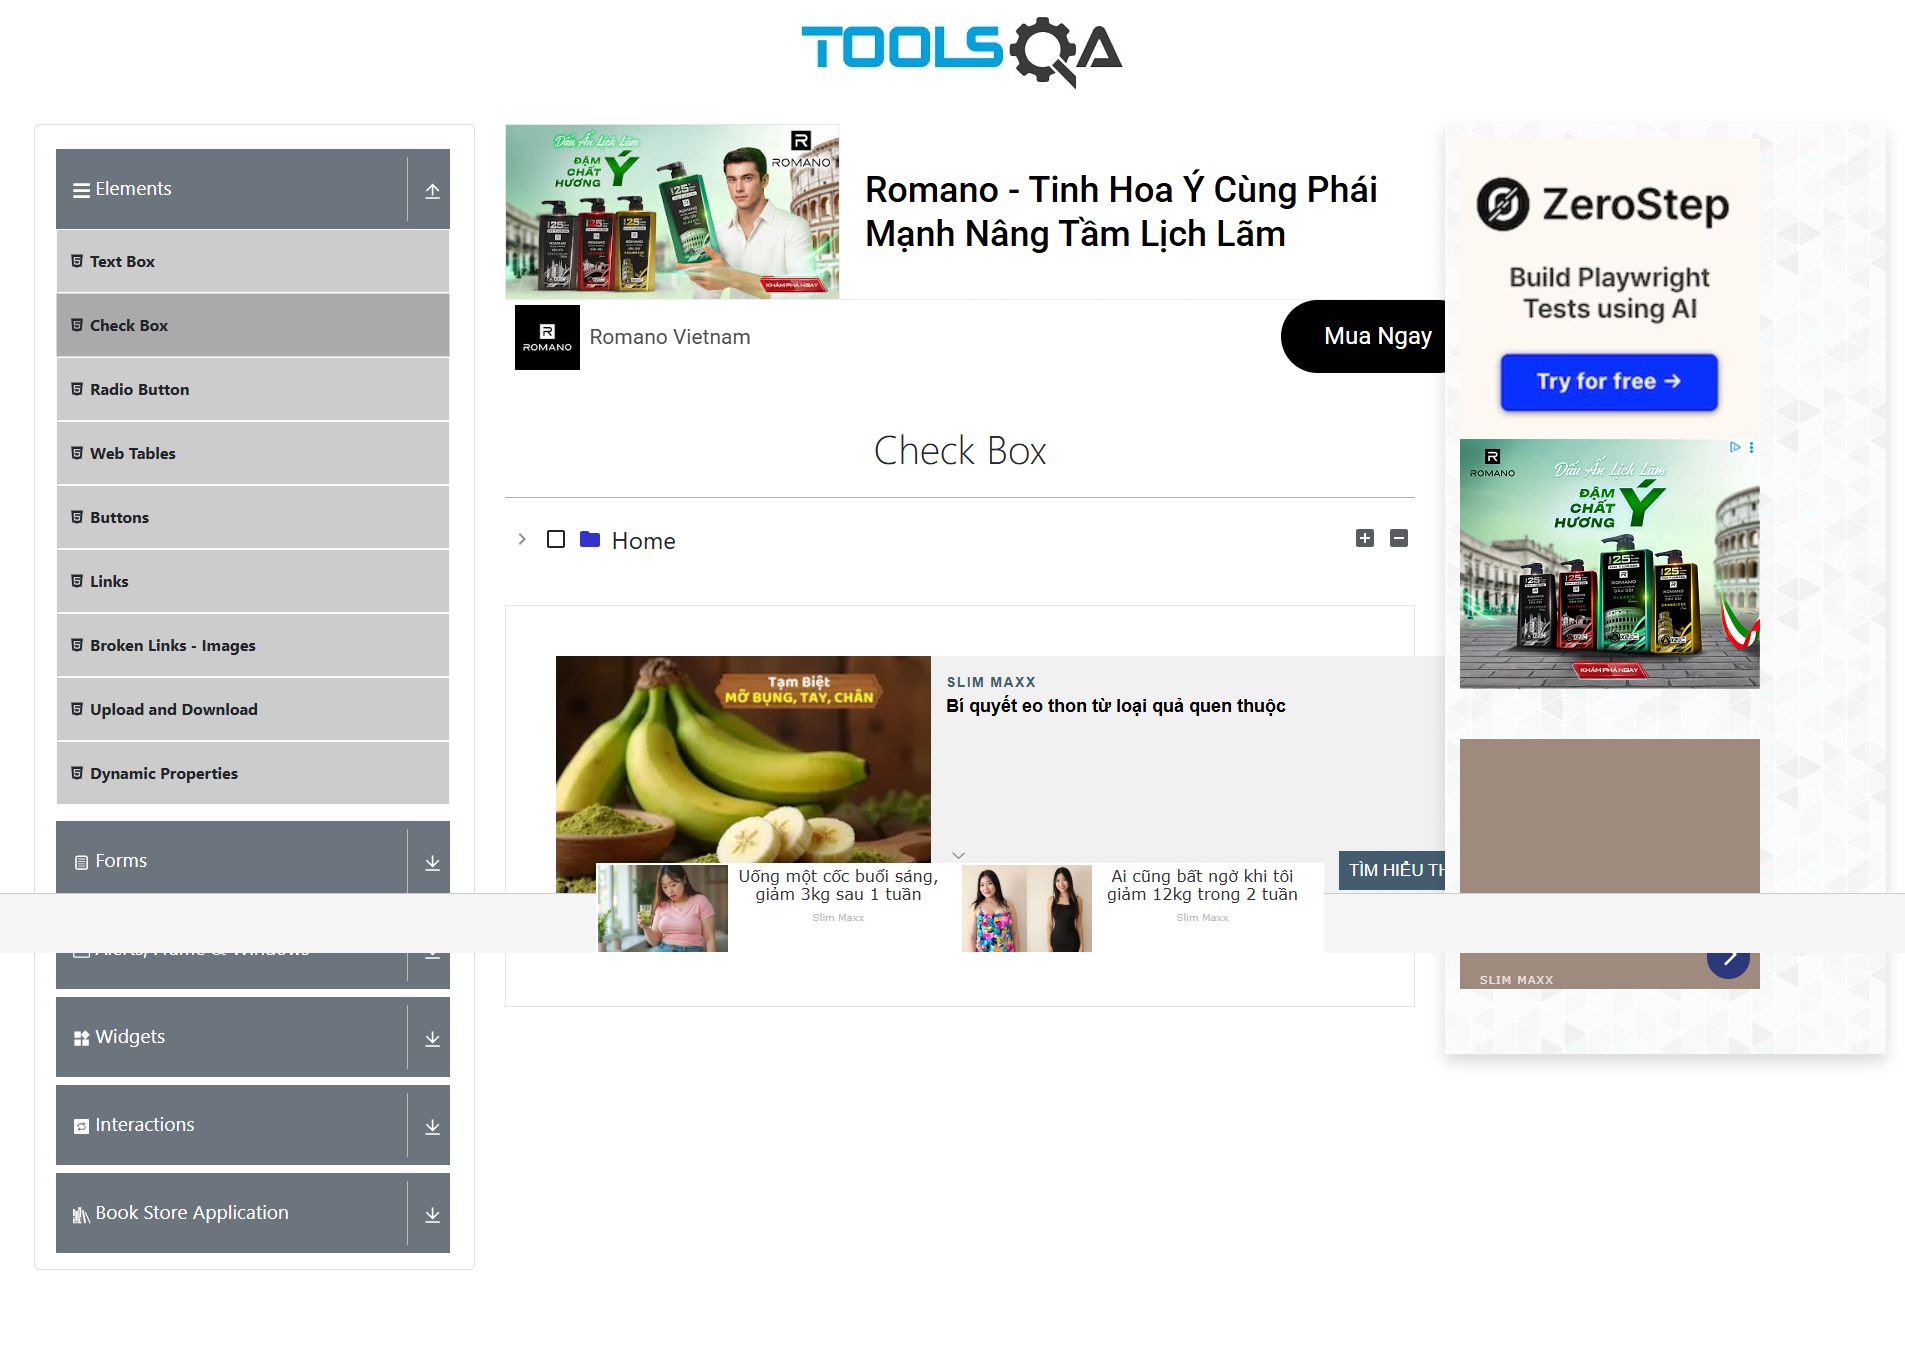 TOOLSQA
Elements
Text Box
Check Box
Radio Button
Web Tables
Buttons
Links
Broken Links - Images
Upload and Download
Dynamic Properties
Forms
Widgets
Interactions
Book Store Application
Dấu Ấn Lịch Lãm
ĐẬM
CHẤT
HƯƠNG
Ý
ROMANO
KHÁM PHÁ NGAY
Romano - Tinh Hoa Ý Cùng Phái
Mạnh Nâng Tầm Lịch Lãm
ROMANO
Romano Vietnam
Mua Ngay
Check Box
Home
Tạm Biệt
MỠ BỤNG, TAY, CHÂN
SLIM MAXX
Bí quyết eo thon từ loại quả quen thuộc
TÌM HIỂU TH
Uống một cốc buổi sáng,
giảm 3kg sau 1 tuần
Slim Maxx
Ai cũng bất ngờ khi tôi
giảm 12kg trong 2 tuần
Slim Maxx
ZeroStep
Build Playwright
Tests using AI
Try for free →
ROMANO
Dấu Ấn Lịch Lãm
ĐẬM
CHẤT
HƯƠNG
Ý
KHÁM PHÁ NGAY
SLIM MAXX